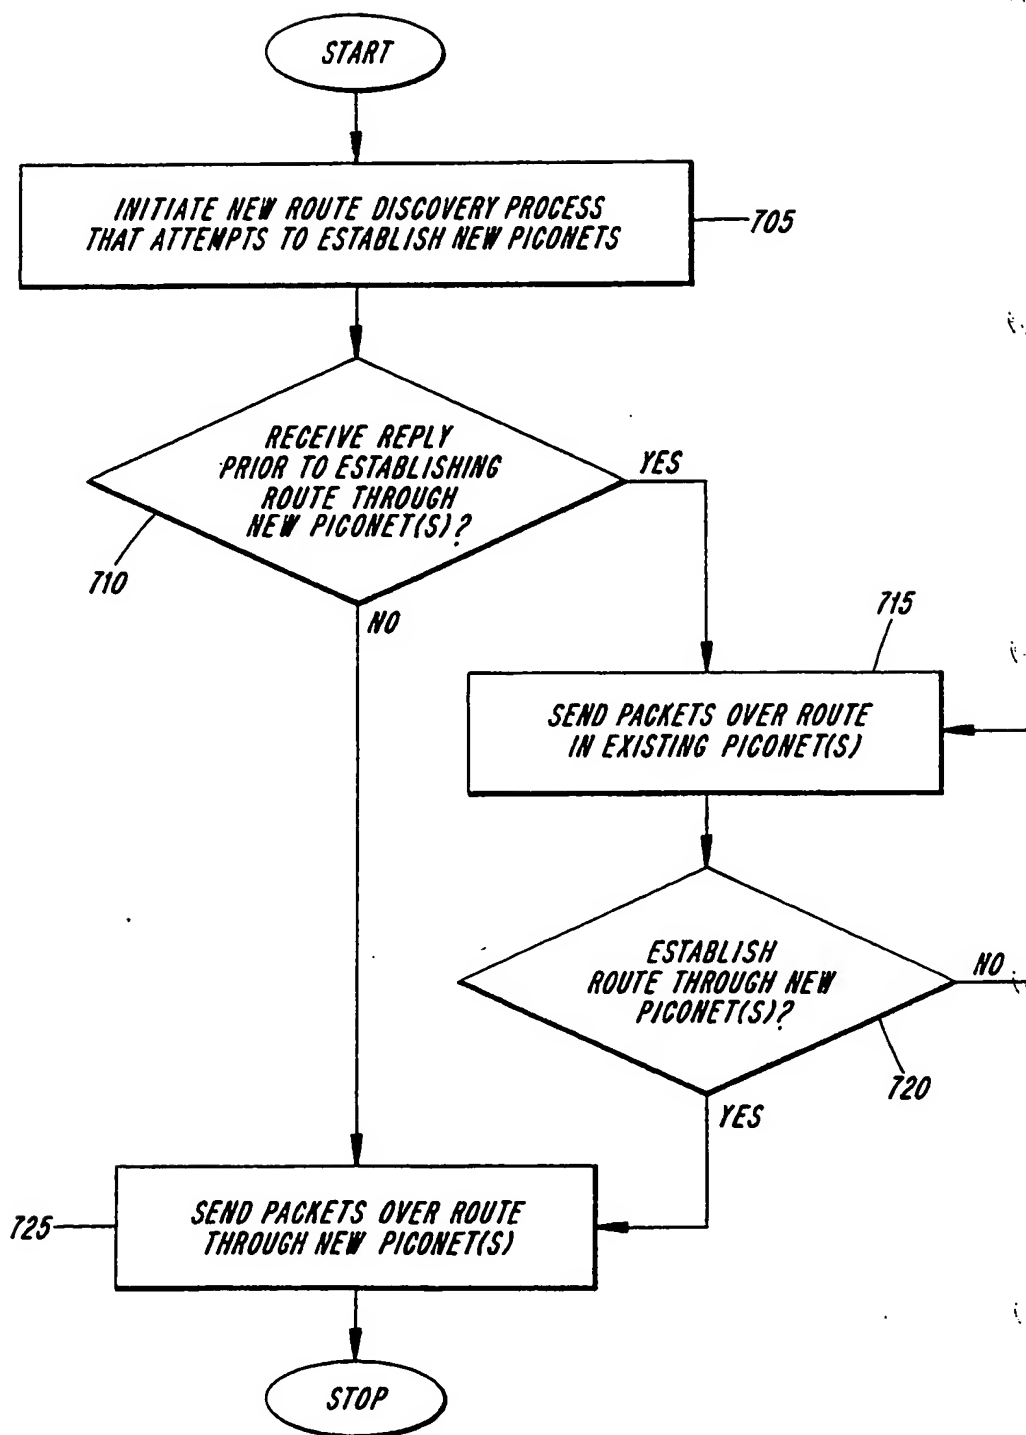 START
INITIATE NEW ROUTE DISCOVERY PROCESS
THAT ATTEMPTS TO ESTABLISH NEW PICONETS
705
RECEIVE REPLY
PRIOR TO ESTABLISHING
ROUTE THROUGH
NEW PICONET(S)?
YES
710
NO
715
SEND PACKETS OVER ROUTE
IN EXISTING PICONET(S)
ESTABLISH
ROUTE THROUGH NEW
PICONET(S)?
NO
720
YES
725
SEND PACKETS OVER ROUTE
THROUGH NEW PICONET(S)
STOP